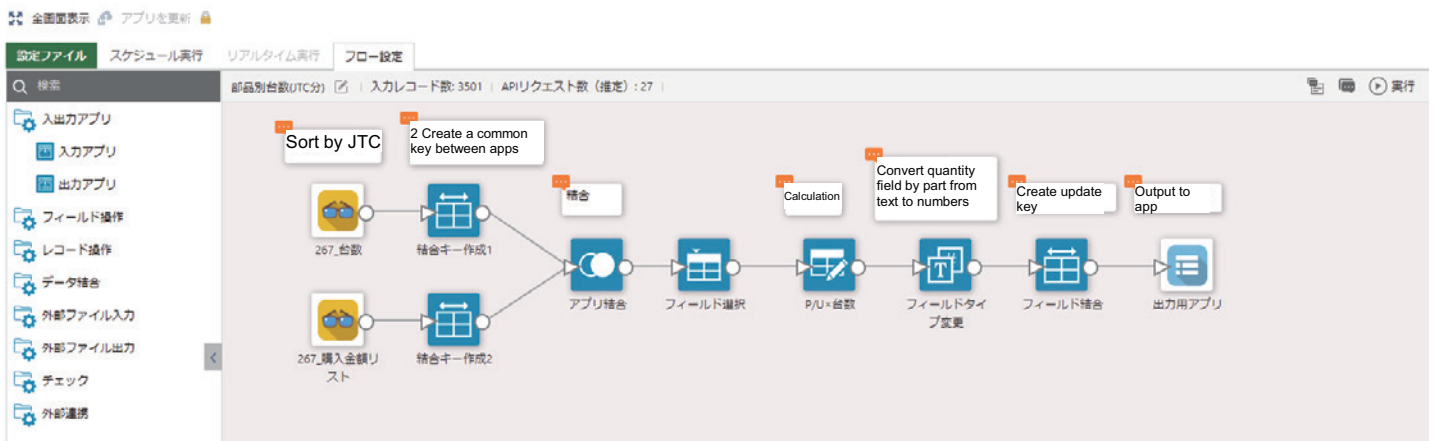 全画面表示 アプリを更新
設定ファイル スケジュール実行 リアルタイム実行 フロー設定
検索
部品別台数(JTC分) 入力レコード数: 3501 APIリクエスト数（推定）: 27
実行
入出力アプリ
入力アプリ
出力アプリ
フィールド操作
レコード操作
データ結合
外部ファイル入力
外部ファイル出力
チェック
外部連携
Sort by JTC
2 Create a common
key between apps
結合
Calculation
Convert quantity
field by part from
text to numbers
Create update
key
Output to
app
267_台数
結合キー作成1
アプリ結合
フィールド選択
P/U×台数
フィールドタイ
プ変更
フィールド結合
出力用アプリ
267_購入金額リ
スト
結合キー作成2